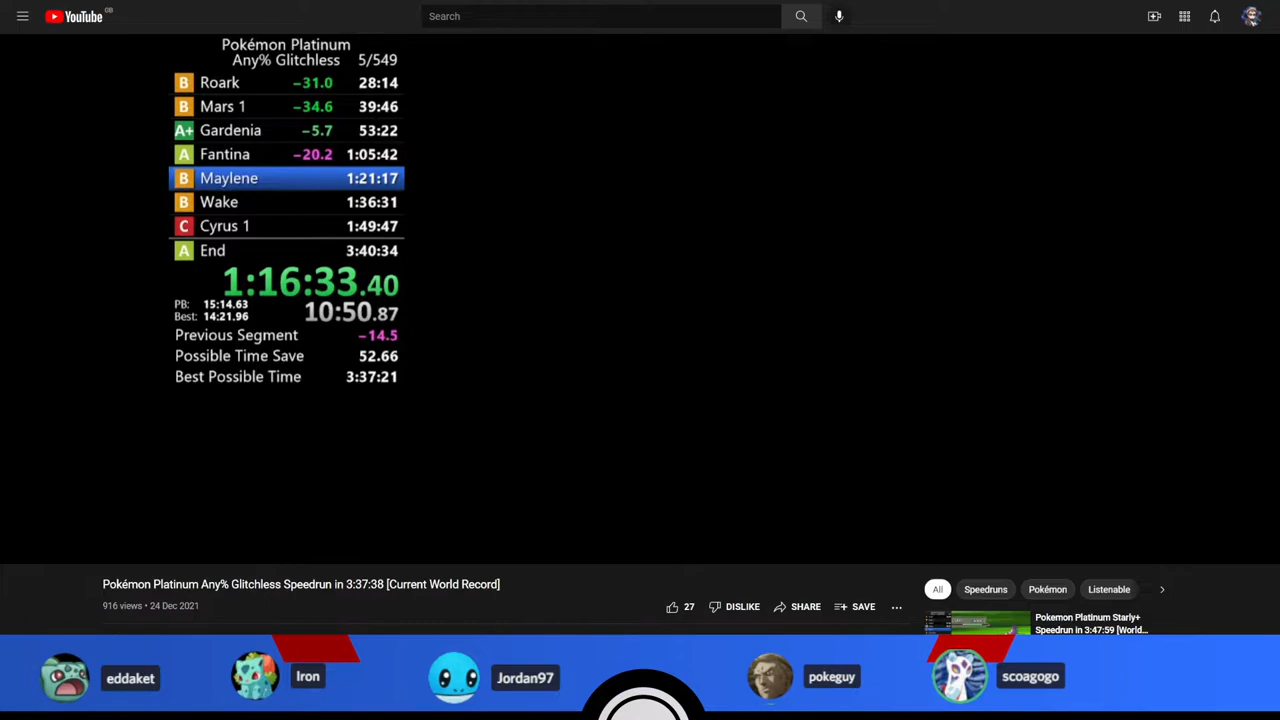 YouTube GB
Search
Pokémon Platinum
Any% Glitchless 5/549
B Roark −31.0 28:14
B Mars 1 −34.6 39:46
A+ Gardenia −5.7 53:22
A Fantina −20.2 1:05:42
B Maylene 1:21:17
B Wake 1:36:31
C Cyrus 1 1:49:47
A End 3:40:34
1:16:33.40
PB: 15:14.63
Best: 14:21.96
10:50.87
Previous Segment −14.5
Possible Time Save 52.66
Best Possible Time 3:37:21
Pokémon Platinum Any% Glitchless Speedrun in 3:37:38 [Current World Record]
916 views • 24 Dec 2021
27 DISLIKE SHARE SAVE ...
All Speedruns Pokémon Listenable
Pokemon Platinum Starly+
Speedrun in 3:47:59 [World...
eddaket Iron Jordan97 pokeguy scoagogo